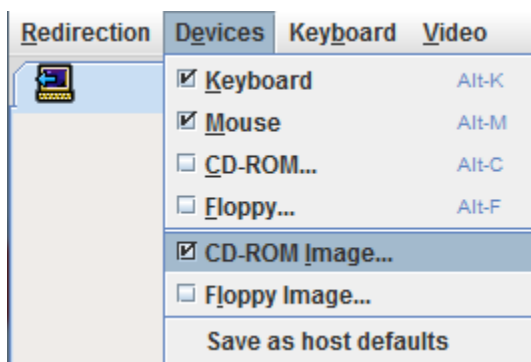 Redirection Devices Keyboard Video
Keyboard Alt-K
Mouse Alt-M
CD-ROM... Alt-C
Floppy... Alt-F
CD-ROM Image...
Floppy Image...
Save as host defaults